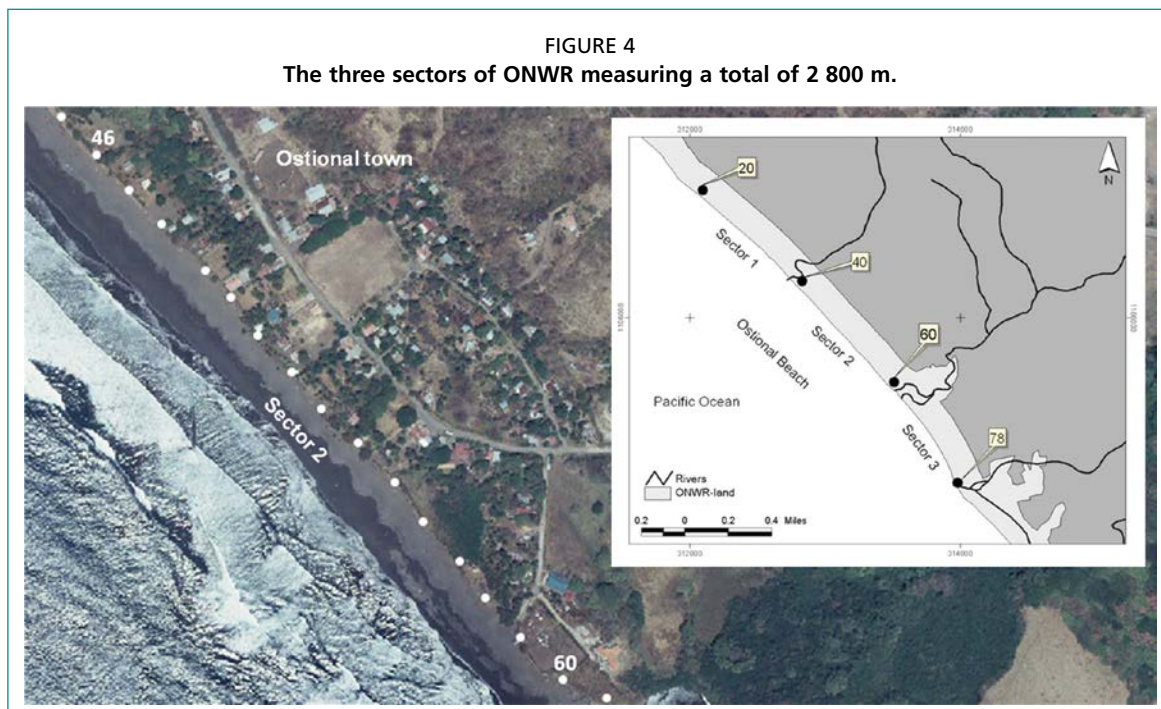 FIGURE 4
The three sectors of ONWR measuring a total of 2 800 m.
46
Ostional town
Sector 2
60
312000
314000
N
20
Sector 1
40
1106000
1106000
Sector 2
Ostional Beach
60
Pacific Ocean
Sector 3
78
Rivers
ONWR-land
0.2 0 0.2 0.4 Miles
312000
314000